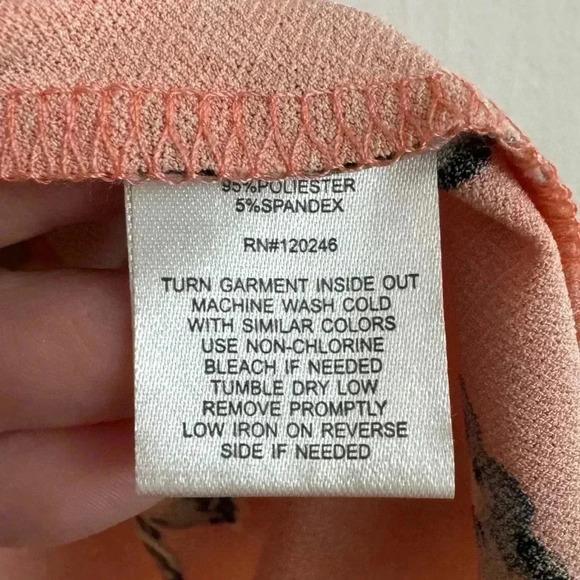 95%POLIESTER
5%SPANDEX
RN#120246
TURN GARMENT INSIDE OUT
MACHINE WASH COLD
WITH SIMILAR COLORS
USE NON-CHLORINE
BLEACH IF NEEDED
TUMBLE DRY LOW
REMOVE PROMPTLY
LOW IRON ON REVERSE
SIDE IF NEEDED